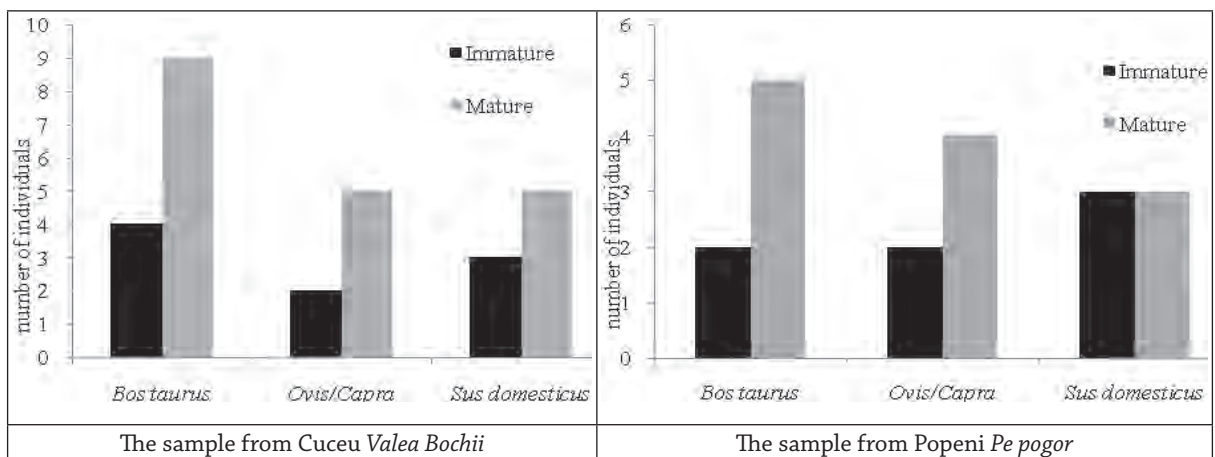 number of individuals
10
9
8
7
6
5
4
3
2
1
0
Immature
Mature
Bos taurus
Ovis/Capra
Sus domesticus
The sample from Cuceu Valea Bochii
number of individuals
6
5
4
3
2
1
0
Immature
Mature
Bos taurus
Ovis/Capra
Sus domesticus
The sample from Popeni Pe pogor